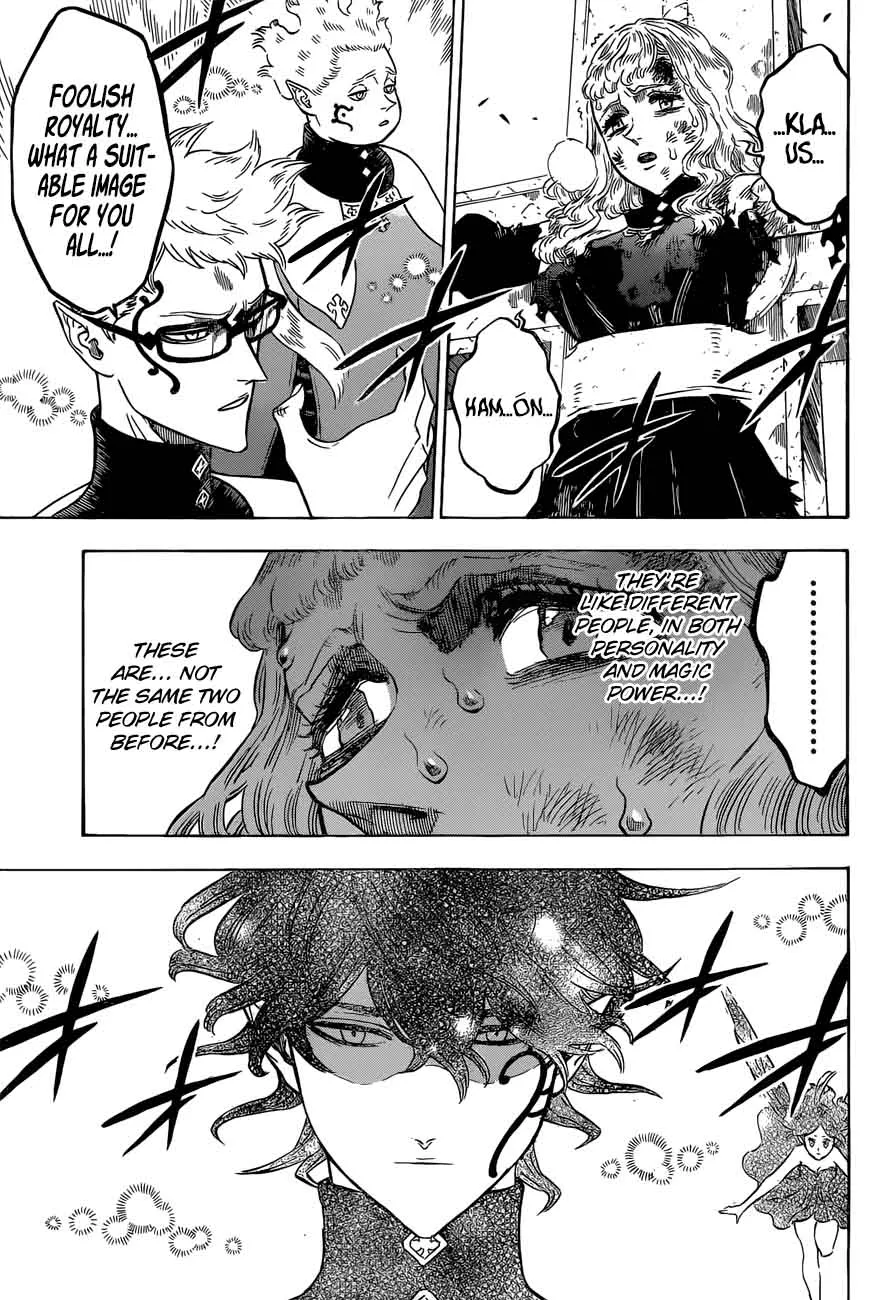 ...KLA...
US...
HAM...ÓN...
FOOLISH
ROYALTY...
WHAT A SUIT-
ABLE IMAGE
FOR YOU
ALL...!
............
THEY'RE
LIKE DIFFERENT
PEOPLE, IN BOTH
PERSONALITY
AND MAGIC
POWER...!
THESE
ARE... NOT
THE SAME TWO
PEOPLE FROM
BEFORE...!